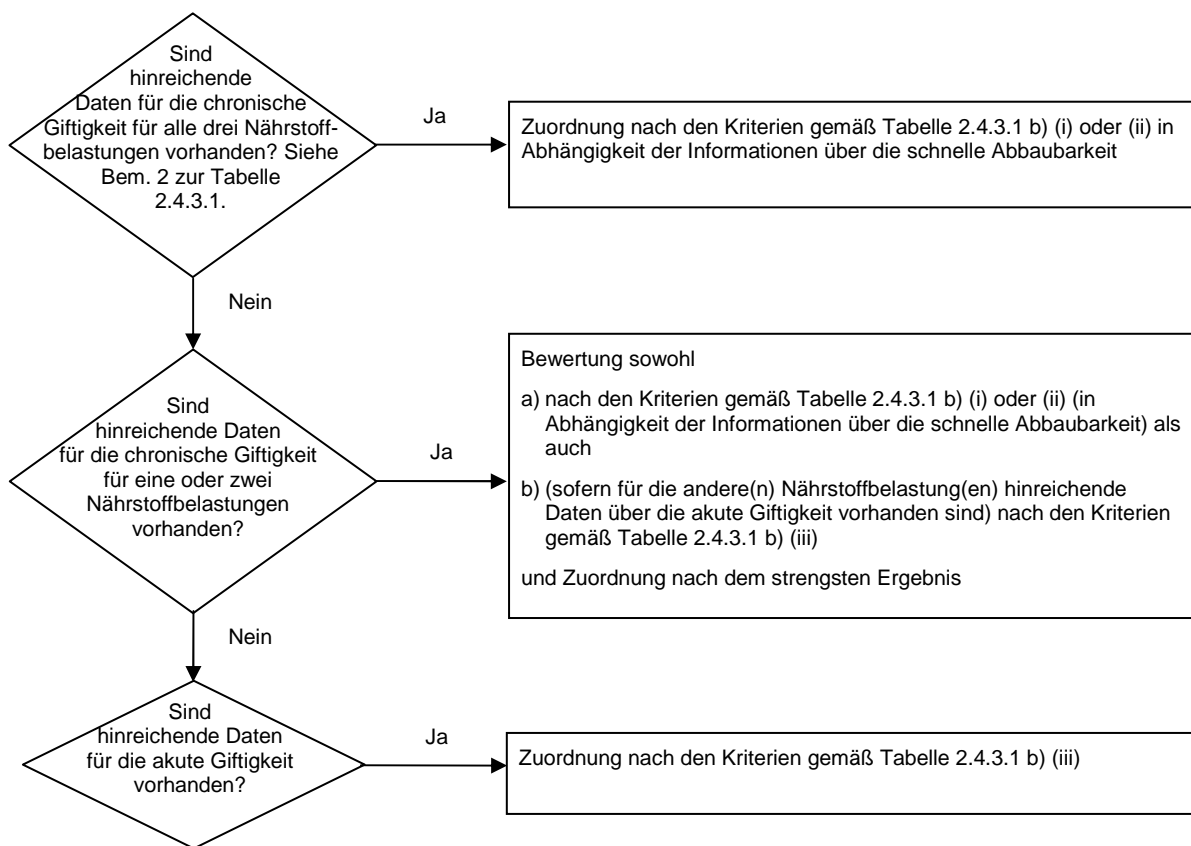 Sind
hinreichende
Daten für die chronische
Giftigkeit für alle drei Nährstoff-
belastungen vorhanden? Siehe
Bem. 2 zur Tabelle
2.4.3.1.
Ja
Zuordnung nach den Kriterien gemäß Tabelle 2.4.3.1 b) (i) oder (ii) in
Abhängigkeit der Informationen über die schnelle Abbaubarkeit
Nein
Sind
hinreichende Daten
für die chronische Giftigkeit
für eine oder zwei
Nährstoffbelastungen
vorhanden?
Ja
Bewertung sowohl
a) nach den Kriterien gemäß Tabelle 2.4.3.1 b) (i) oder (ii) (in
Abhängigkeit der Informationen über die schnelle Abbaubarkeit) als
auch
b) (sofern für die andere(n) Nährstoffbelastung(en) hinreichende
Daten über die akute Giftigkeit vorhanden sind) nach den Kriterien
gemäß Tabelle 2.4.3.1 b) (iii)
und Zuordnung nach dem strengsten Ergebnis
Nein
Sind
hinreichende Daten
für die akute Giftigkeit
vorhanden?
Ja
Zuordnung nach den Kriterien gemäß Tabelle 2.4.3.1 b) (iii)